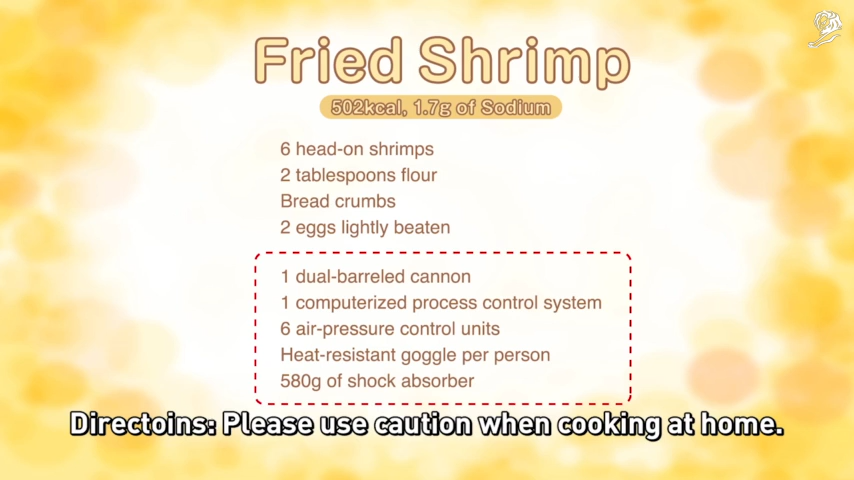 Fried Shrimp
502kcal, 1.7g of Sodium
6 head-on shrimps
2 tablespoons flour
Bread crumbs
2 eggs lightly beaten
1 dual-barreled cannon
1 computerized process control system
6 air-pressure control units
Heat-resistant goggle per person
580g of shock absorber
Directoins: Please use caution when cooking at home.